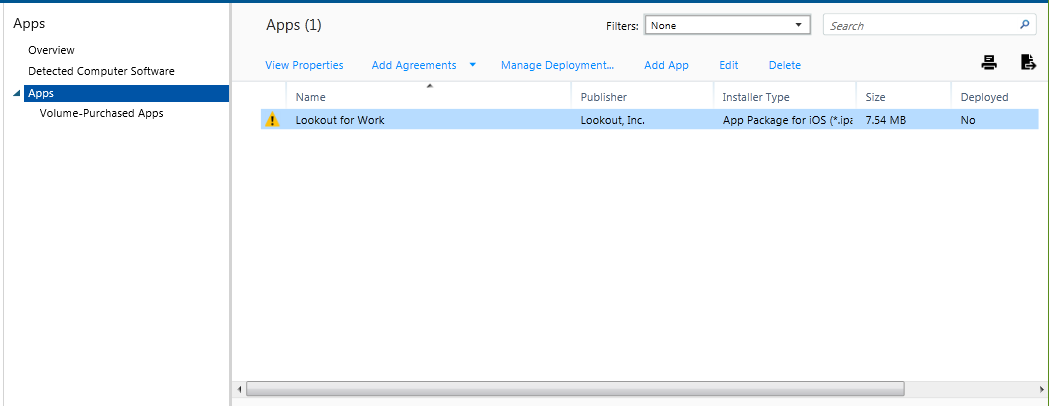 Apps
Overview
Detected Computer Software
Apps
Volume-Purchased Apps
Apps (1)
Filters: None
Search
View Properties Add Agreements Manage Deployment... Add App Edit Delete
Name Publisher Installer Type Size Deployed
Lookout for Work Lookout, Inc. App Package for iOS (*.ipa 7.54 MB No